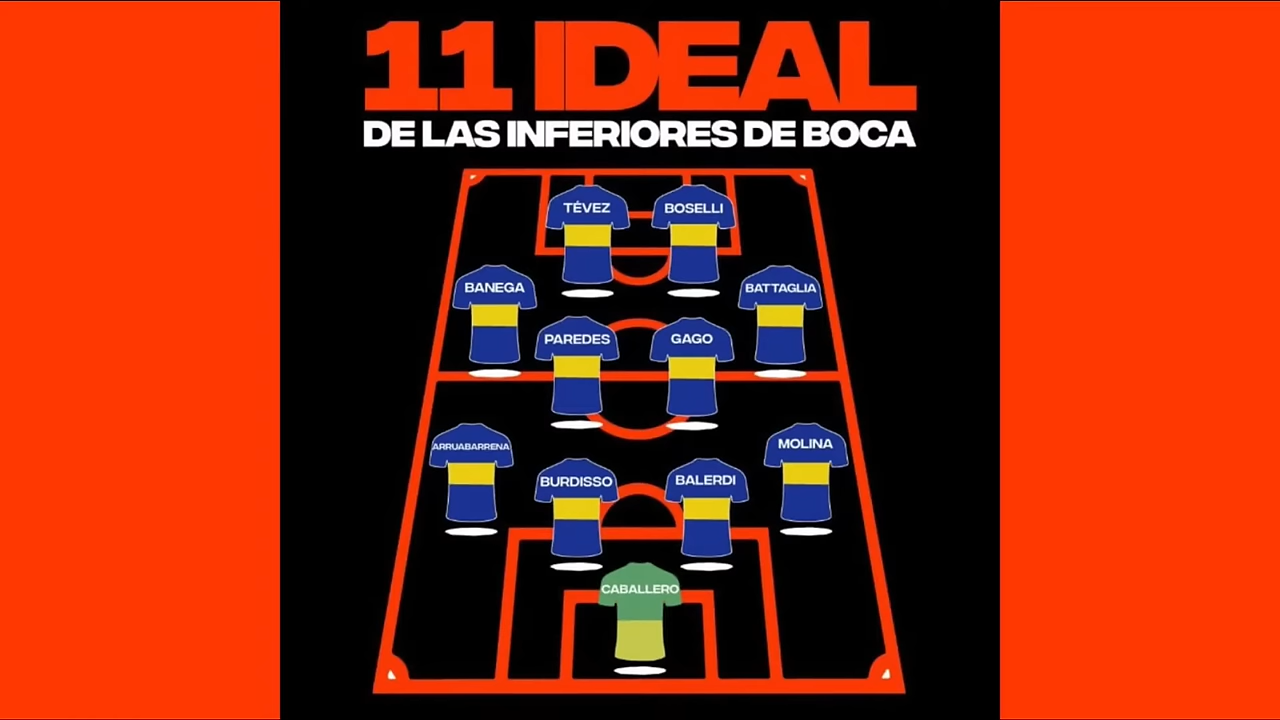 11 IDEAL
DE LAS INFERIORES DE BOCA
TÉVEZ
BOSELLI
BANEGA
BATTAGLIA
PAREDES
GAGO
ARRUABARRENA
MOLINA
BURDISSO
BALERDI
CABALLERO